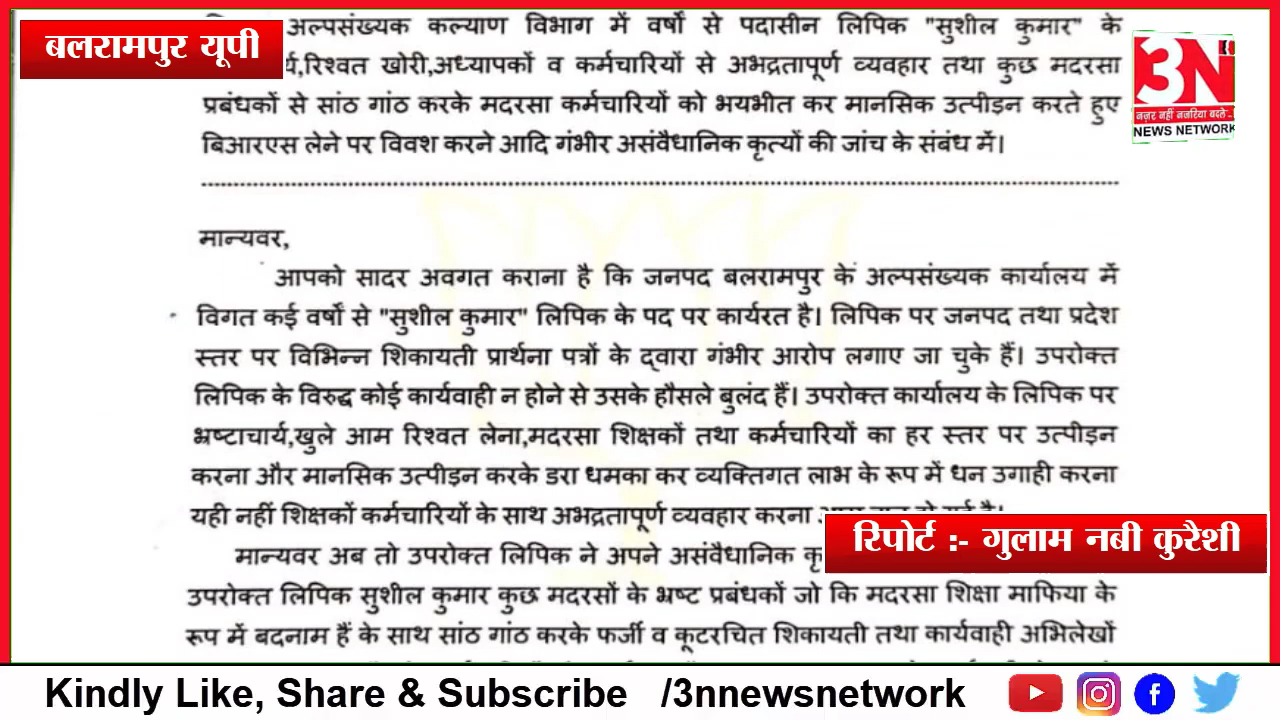 बलरामपुर यूपी
अल्पसंख्यक कल्याण विभाग में वर्षों से पदासीन लिपिक "सुशील कुमार" के
रिश्वत खोरी,अध्यापकों व कर्मचारियों से अभद्रतापूर्ण व्यवहार तथा कुछ मदरसा
प्रबंधकों से सांठ गांठ करके मदरसा कर्मचारियों को भयभीत कर मानसिक उत्पीड़न करते हुए
बिआरएस लेने पर विवश करने आदि गंभीर असंवैधानिक कृत्यों की जांच के संबंध में।
3N
नज़र नहीं नजरिया बदले..
NEWS NETWORK
मान्यवर,
आपको सादर अवगत कराना है कि जनपद बलरामपुर के अल्पसंख्यक कार्यालय में
विगत कई वर्षों से "सुशील कुमार" लिपिक के पद पर कार्यरत है। लिपिक पर जनपद तथा प्रदेश
स्तर पर विभिन्न शिकायती प्रार्थना पत्रों के द्वारा गंभीर आरोप लगाए जा चुके हैं। उपरोक्त
लिपिक के विरुद्ध कोई कार्यवाही न होने से उसके हौसले बुलंद हैं। उपरोक्त कार्यालय के लिपिक पर
भ्रष्टाचार्य,खुले आम रिश्वत लेना,मदरसा शिक्षकों तथा कर्मचारियों का हर स्तर पर उत्पीड़न
करना और मानसिक उत्पीड़न करके डरा धमका कर व्यक्तिगत लाभ के रूप में धन उगाही करना
यही नहीं शिक्षकों कर्मचारियों के साथ अभद्रतापूर्ण व्यवहार करना
रिपोर्ट :- गुलाम नबी कुरैशी
मान्यवर अब तो उपरोक्त लिपिक ने अपने असंवैधानिक
उपरोक्त लिपिक सुशील कुमार कुछ मदरसों के भ्रष्ट प्रबंधकों जो कि मदरसा शिक्षा माफिया के
रूप में बदनाम हैं के साथ सांठ गांठ करके फर्जी व कूटरचित शिकायती तथा कार्यवाही अभिलेखों
Kindly Like, Share & Subscribe /3nnewsnetwork